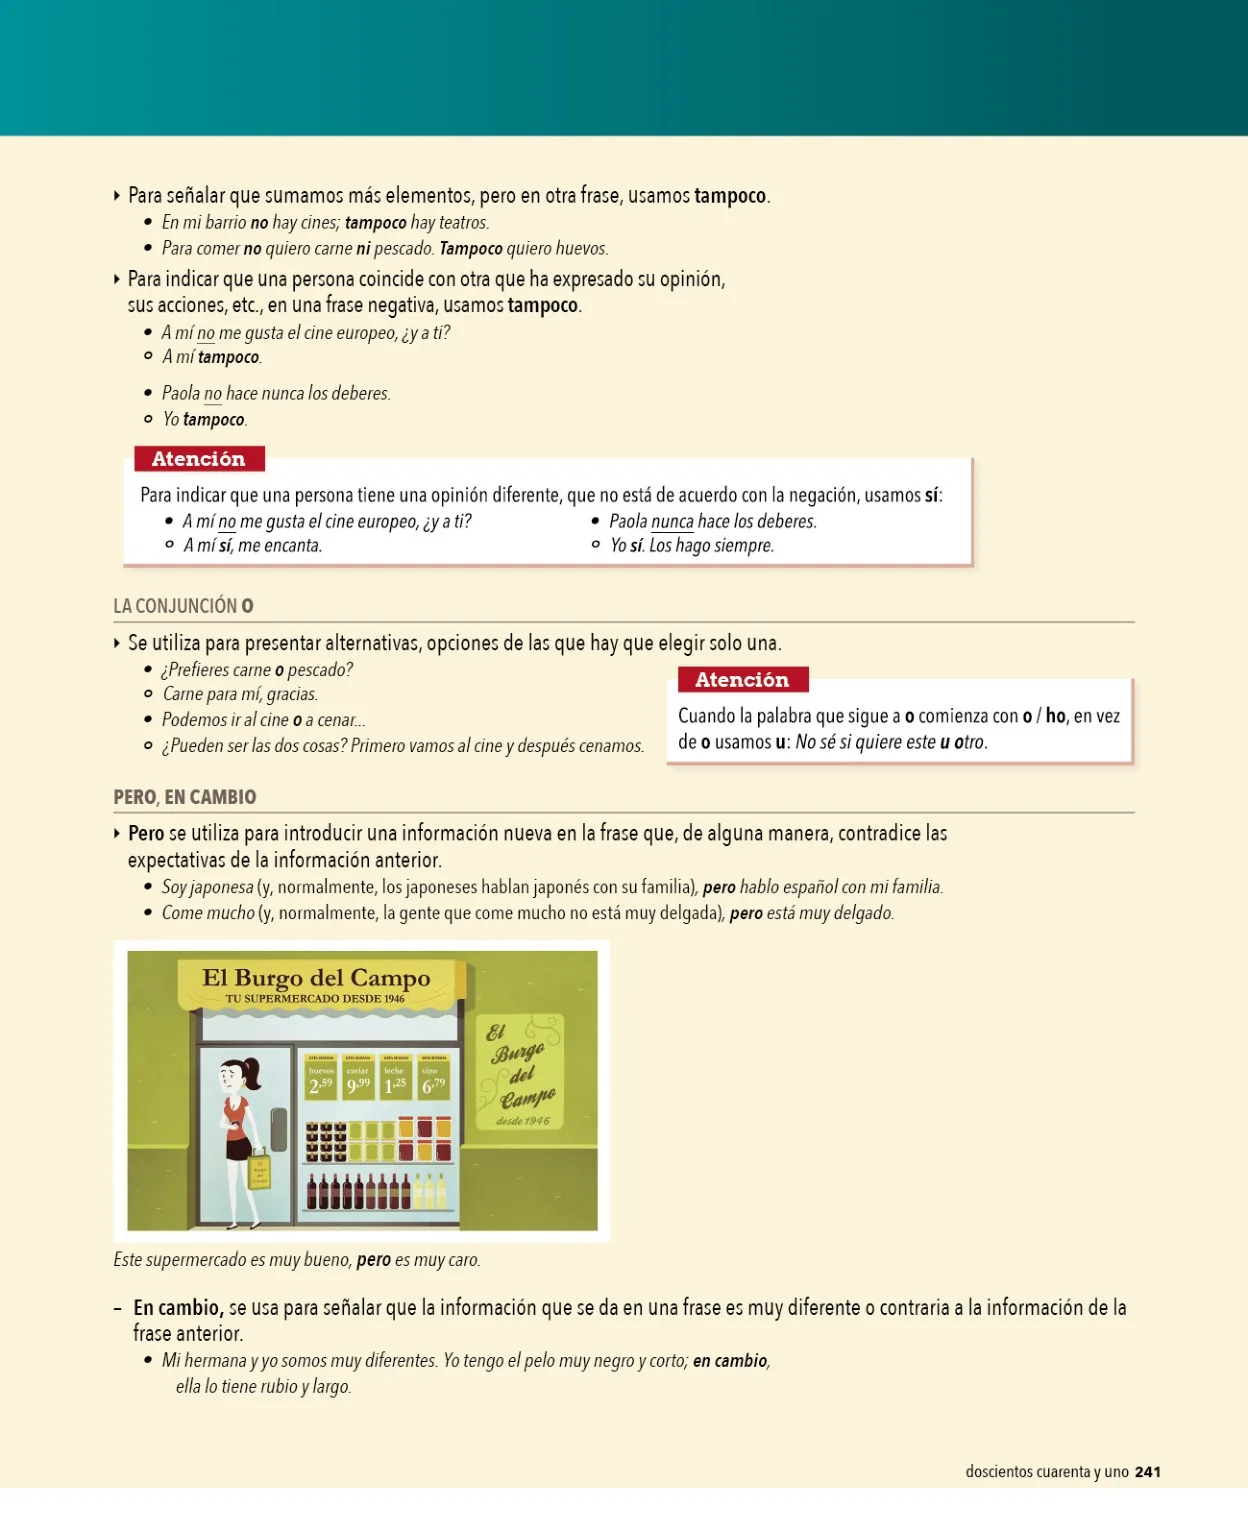 ‣ Para señalar que sumamos más elementos, pero en otra frase, usamos tampoco.
• En mi barrio no hay cines; tampoco hay teatros.
• Para comer no quiero carne ni pescado. Tampoco quiero huevos.
‣ Para indicar que una persona coincide con otra que ha expresado su opinión,
sus acciones, etc., en una frase negativa, usamos tampoco.
• A mí no me gusta el cine europeo, ¿y a ti?
○ A mí tampoco.
• Paola no hace nunca los deberes.
○ Yo tampoco.
Atención
Para indicar que una persona tiene una opinión diferente, que no está de acuerdo con la negación, usamos sí:
• A mí no me gusta el cine europeo, ¿y a ti?
○ A mí sí, me encanta.
• Paola nunca hace los deberes.
○ Yo sí. Los hago siempre.
LA CONJUNCIÓN O
‣ Se utiliza para presentar alternativas, opciones de las que hay que elegir solo una.
• ¿Prefieres carne o pescado?
○ Carne para mí, gracias.
• Podemos ir al cine o a cenar...
○ ¿Pueden ser las dos cosas? Primero vamos al cine y después cenamos.
Atención
Cuando la palabra que sigue a o comienza con o / ho, en vez
de o usamos u: No sé si quiere este u otro.
PERO, EN CAMBIO
‣ Pero se utiliza para introducir una información nueva en la frase que, de alguna manera, contradice las
expectativas de la información anterior.
• Soy japonesa (y, normalmente, los japoneses hablan japonés con su familia), pero hablo español con mi familia.
• Come mucho (y, normalmente, la gente que come mucho no está muy delgada), pero está muy delgado.
El Burgo del Campo
TU SUPERMERCADO DESDE 1946
ESTA SEMANA
huevos
2,59
ESTA SEMANA
caviar
9,99
ESTA SEMANA
leche
1,25
ESTA SEMANA
vino
6,79
El
Burgo
del
Campo
desde 1946
El
Burgo
del
Campo
Este supermercado es muy bueno, pero es muy caro.
– En cambio, se usa para señalar que la información que se da en una frase es muy diferente o contraria a la información de la
frase anterior.
• Mi hermana y yo somos muy diferentes. Yo tengo el pelo muy negro y corto; en cambio,
ella lo tiene rubio y largo.
doscientos cuarenta y uno 241